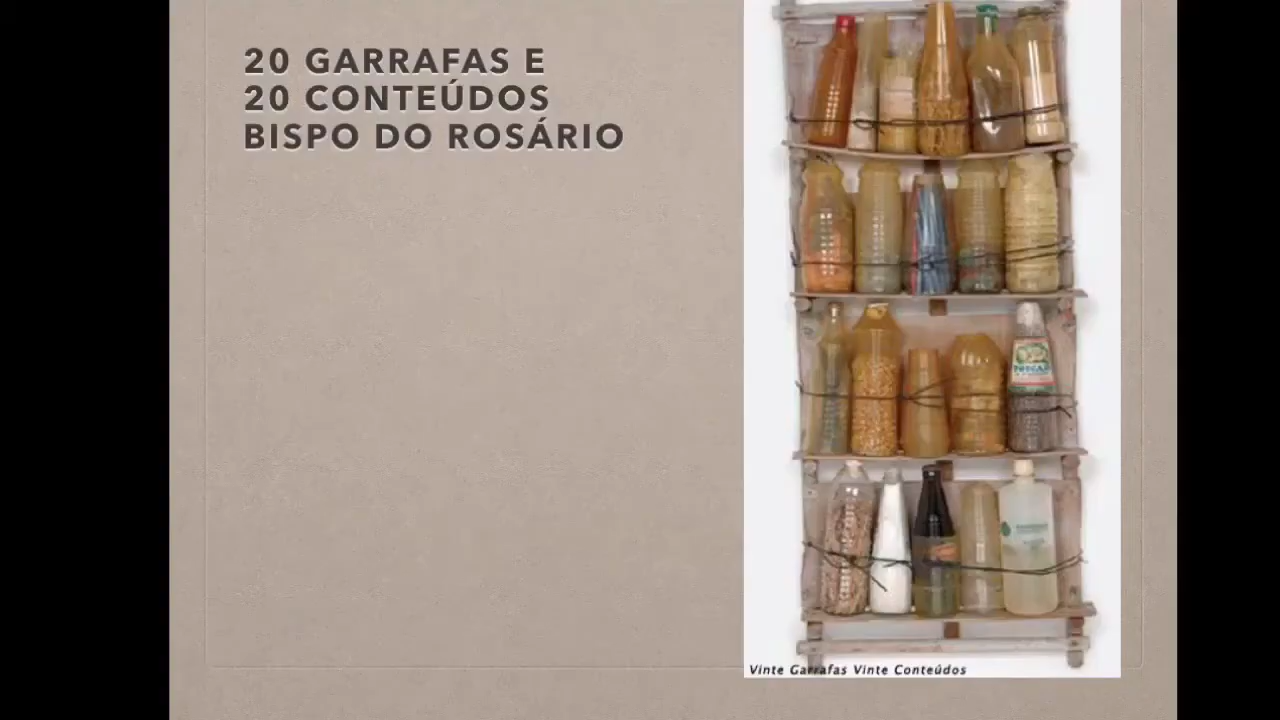 20 GARRAFAS E
20 CONTEÚDOS
BISPO DO ROSÁRIO
Vinte Garrafas Vinte Conteúdos